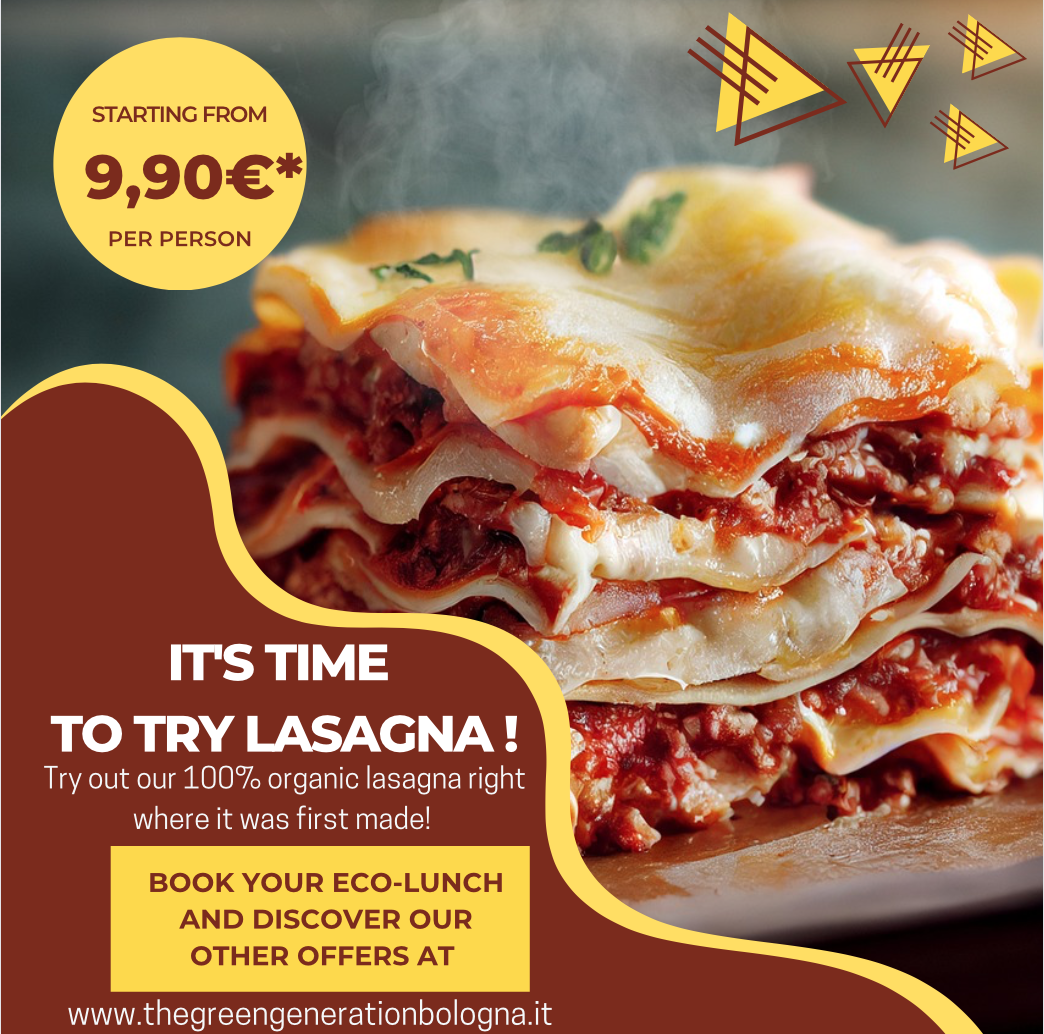 STARTING FROM
9,90€*
PER PERSON
IT'S TIME
TO TRY LASAGNA !
Try out our 100% organic lasagna right
where it was first made!
BOOK YOUR ECO-LUNCH
AND DISCOVER OUR
OTHER OFFERS AT
www.thegreengenerationbologna.it